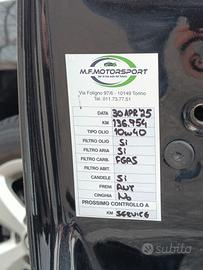 M.F.MOTORSPORT
Via Foligno 97/6 - 10149 Torino
Tel. 011.73.77.51
DATA 30 APR '25
KM 136.954
TIPO OLIO 10W40
FILTRO OLIO SI
FILTRO ARIA SI
FILTRO CARB. FGAS
FILTRO ABIT.
CANDELE SI
FRENI ANT
CINGHIA NO
PROSSIMO CONTROLLO A
KM SERVICE
Subito